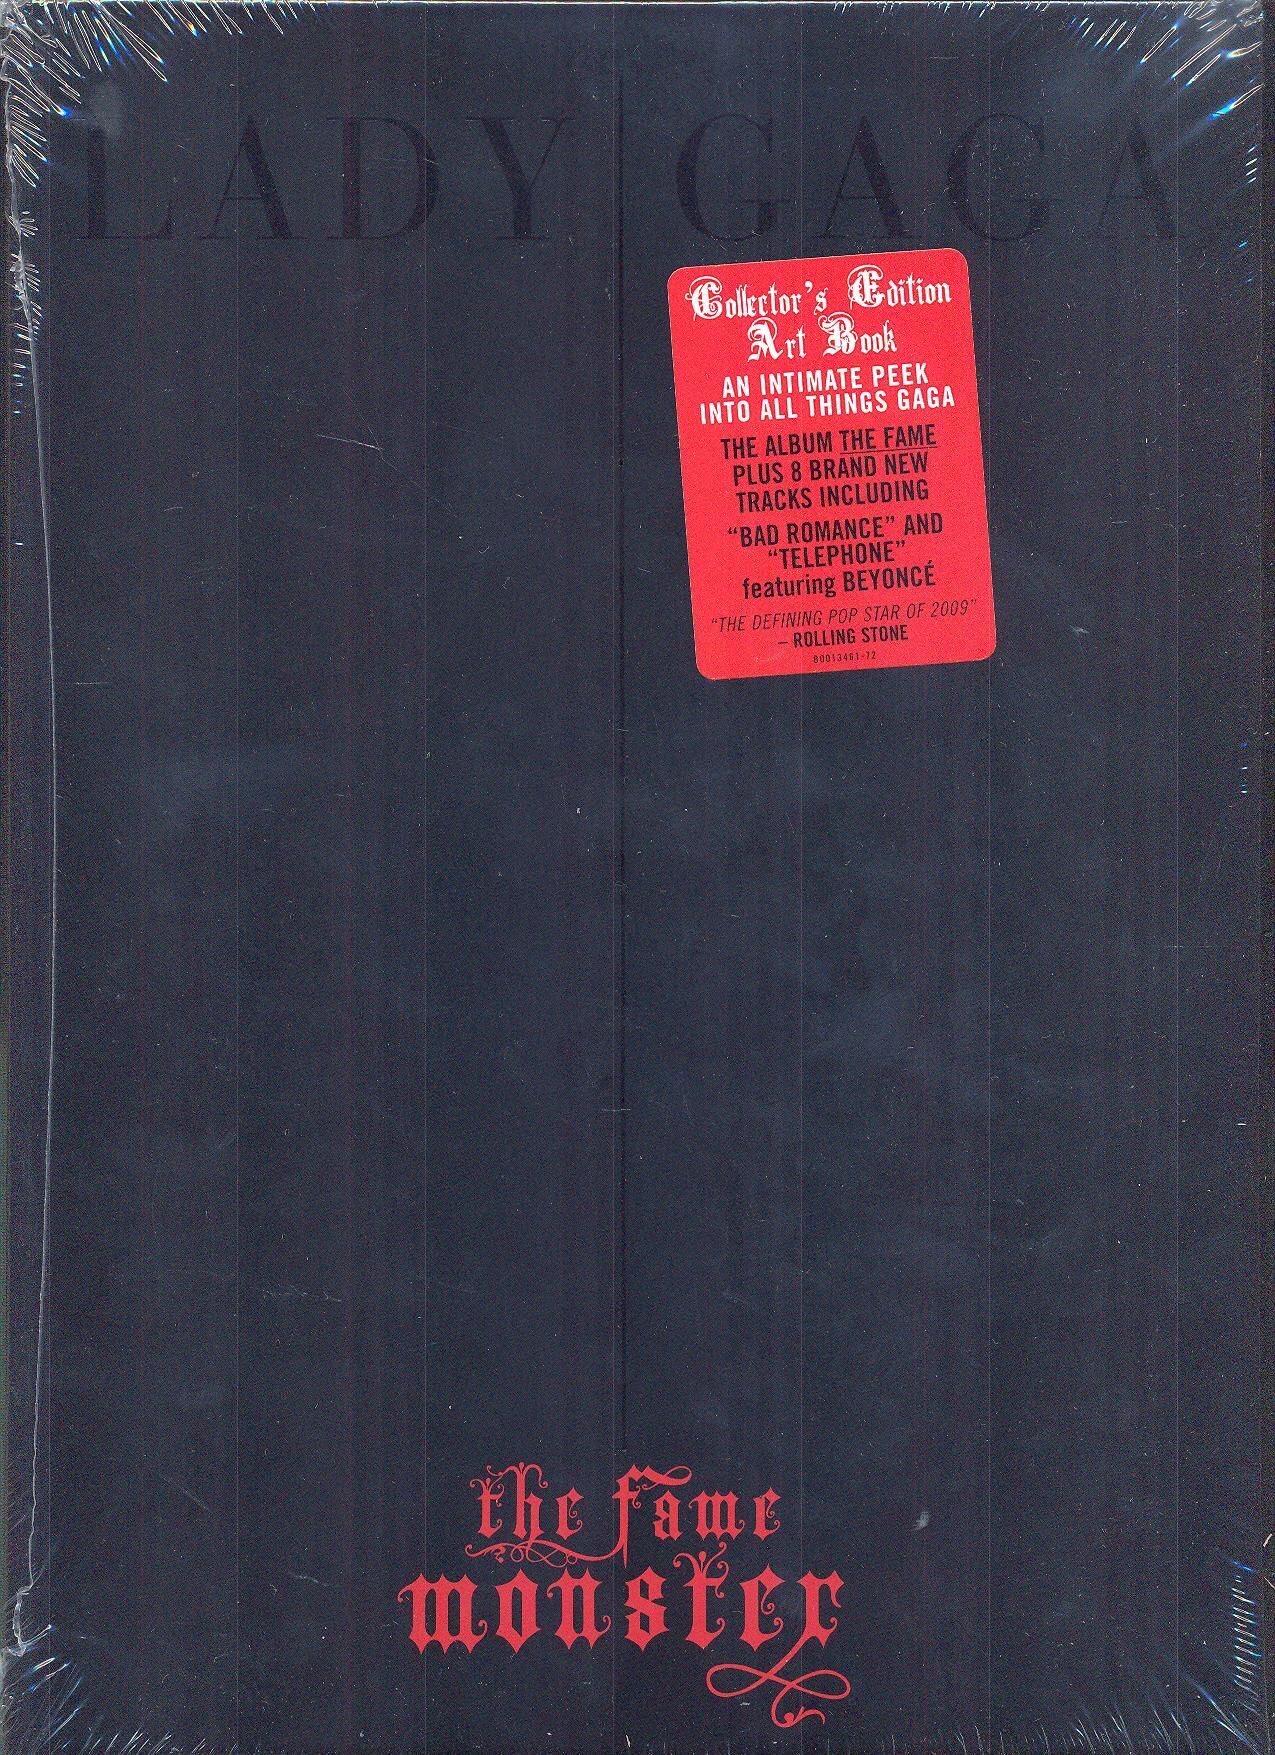 LADY GAGA
Collector's Edition
Art Book
AN INTIMATE PEEK
INTO ALL THINGS GAGA
THE ALBUM THE FAME
PLUS 8 BRAND NEW
TRACKS INCLUDING
“BAD ROMANCE” AND
“TELEPHONE”
featuring BEYONCÉ
“THE DEFINING POP STAR OF 2009”
– ROLLING STONE
B0013461-72
the fame
monster